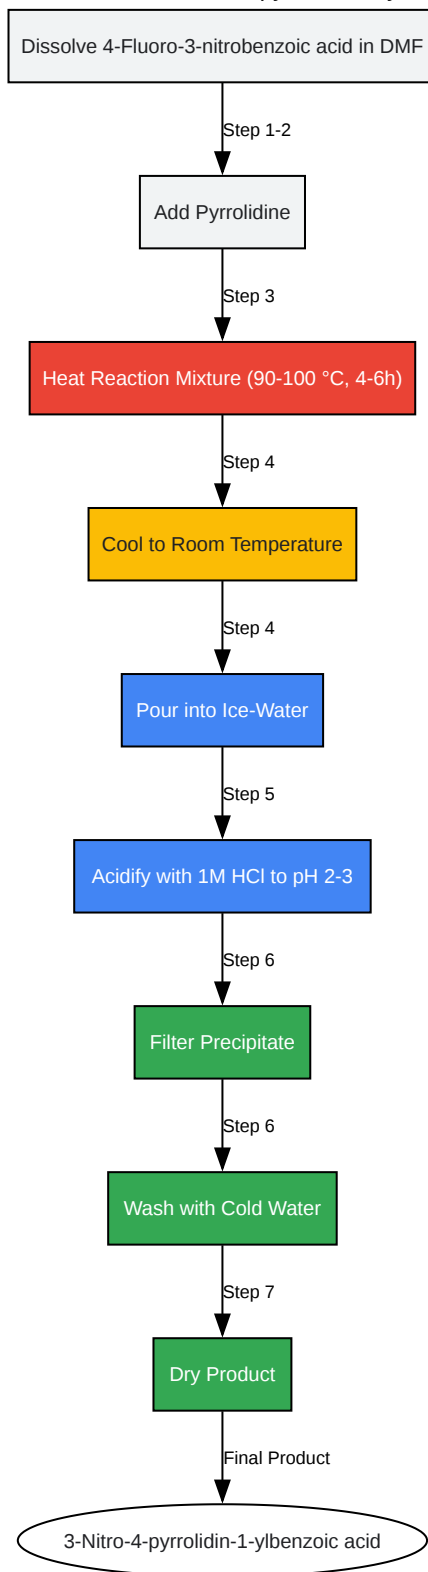 Dissolve 4-Fluoro-3-nitrobenzoic acid in DMF
Step 1-2
Add Pyrrolidine
Step 3
Heat Reaction Mixture (90-100 °C, 4-6h)
Step 4
Cool to Room Temperature
Step 4
Pour into Ice-Water
Step 5
Acidify with 1M HCl to pH 2-3
Step 6
Filter Precipitate
Step 6
Wash with Cold Water
Step 7
Dry Product
Final Product
3-Nitro-4-pyrrolidin-1-ylbenzoic acid